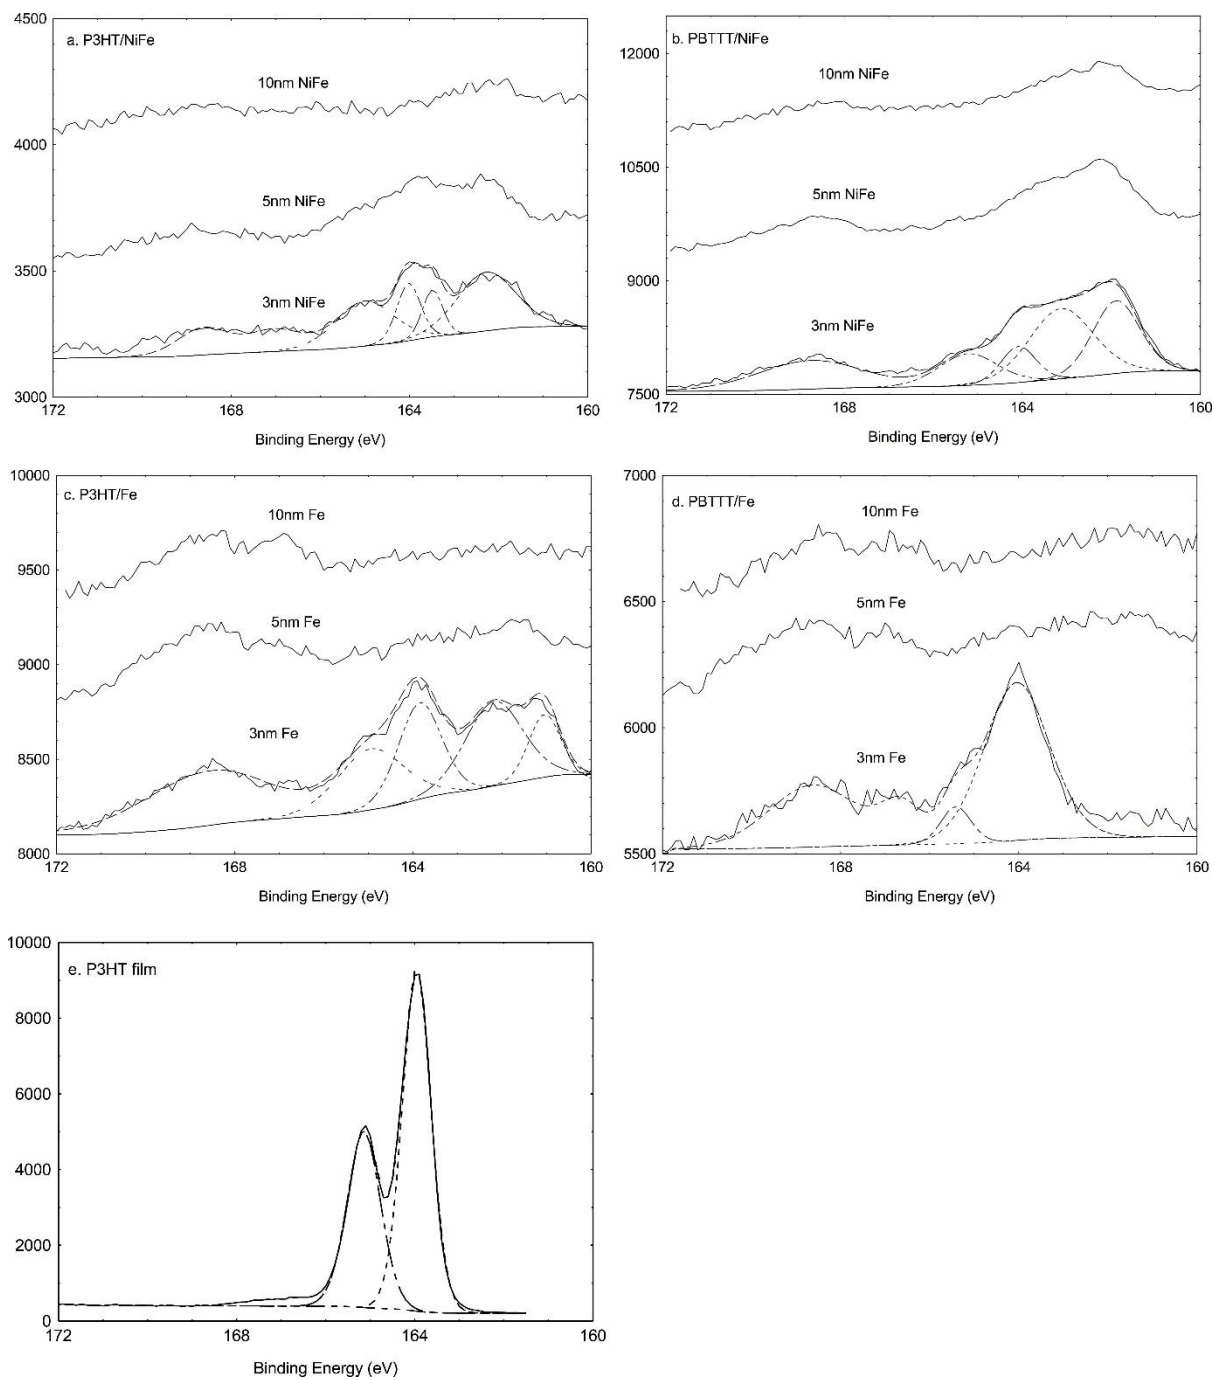 4500
a. P3HT/NiFe
10nm NiFe
4000
5nm NiFe
3500
3nm NiFe
3000
172
168
164
160
Binding Energy (eV)
b. PBTTT/NiFe
12000
10nm NiFe
10500
5nm NiFe
9000
3nm NiFe
7500
172
168
164
160
Binding Energy (eV)
10000
c. P3HT/Fe
10nm Fe
9500
5nm Fe
9000
3nm Fe
8500
8000
172
168
164
160
Binding Energy (eV)
7000
d. PBTTT/Fe
10nm Fe
6500
5nm Fe
6000
3nm Fe
5500
172
168
164
160
Binding Energy (eV)
10000
e. P3HT film
8000
6000
4000
2000
0
172
168
164
160
Binding Energy (eV)